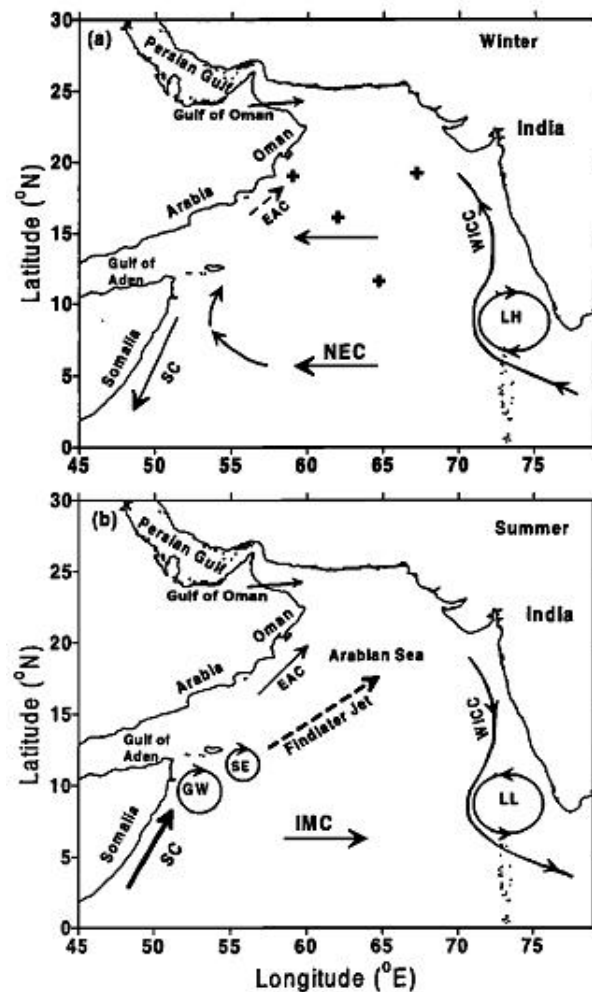 (a)
Winter
Persian Gulf
Gulf of Oman
Oman
India
Arabia
EAC
WICC
Gulf of
Aden
Somalia
SC
NEC
LH
Latitude (°N)
30
25
20
15
10
5
0
45 50 55 60 65 70 75
(b)
Summer
Persian Gulf
Gulf of Oman
Oman
India
Arabian Sea
Arabia
EAC
WICC
Findlater Jet
Gulf of
Aden
SE
GW
LL
Somalia
SC
IMC
Latitude (°N)
30
25
20
15
10
5
0
45 50 55 60 65 70 75
Longitude (°E)